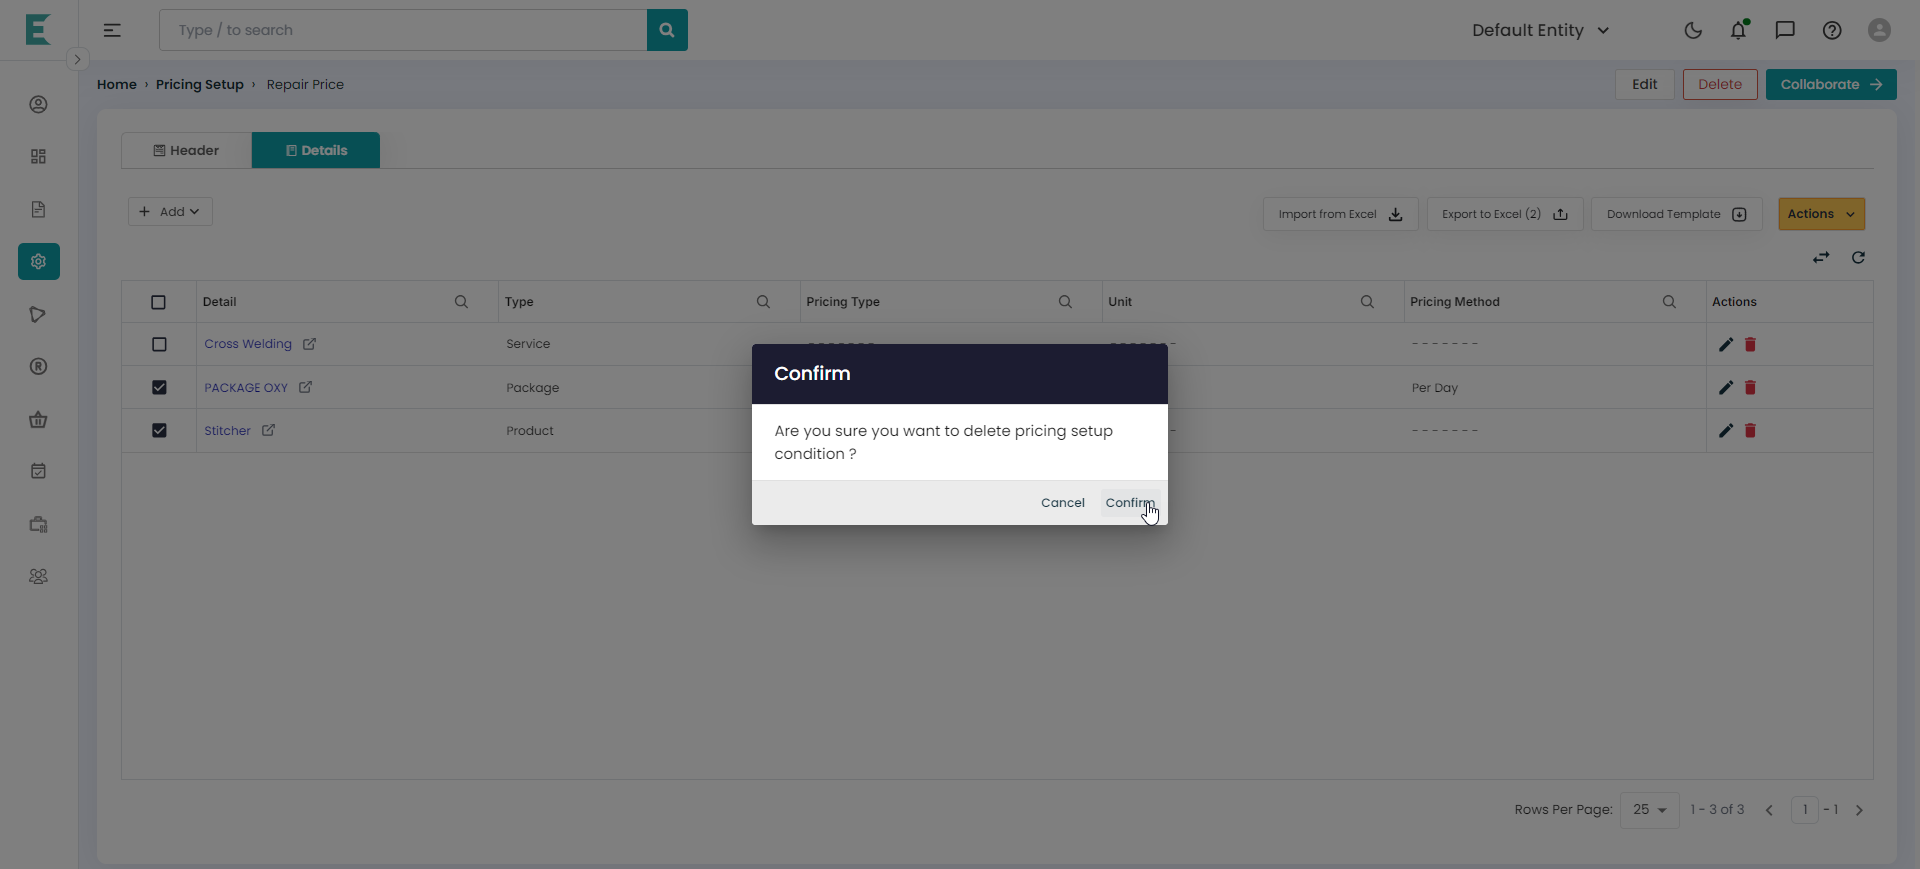 Type / to search
Default Entity
Home › Pricing Setup › Repair Price
Edit
Delete
Collaborate
Header
Details
Add
Import from Excel
Export to Excel (2)
Download Template
Actions
Detail
Type
Pricing Type
Unit
Pricing Method
Actions
Cross Welding
Service
- - - - - - -
- - - - - - -
- - - - - - -
PACKAGE OXY
Package
Per Day
Stitcher
Product
- - - - - - -
Confirm
Are you sure you want to delete pricing setup
condition ?
Cancel
Confirm
Rows Per Page:
25
1 - 3 of 3
1
- 1